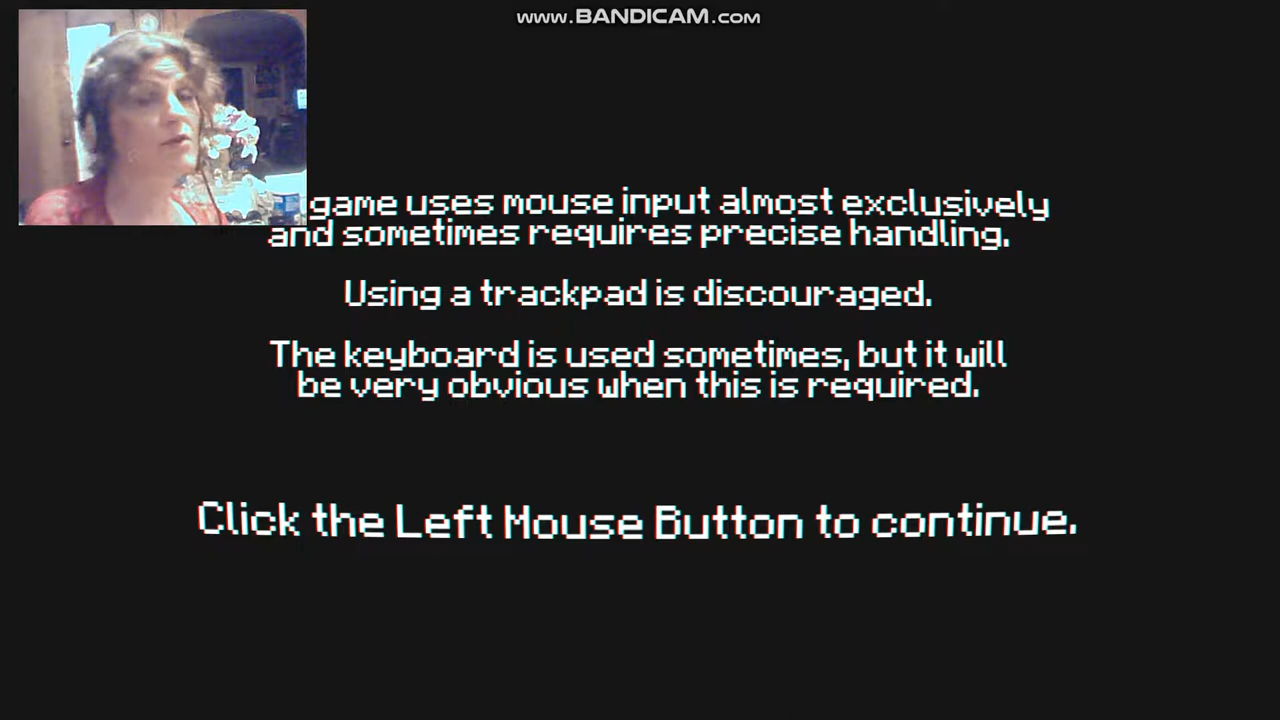 www.BANDICAM.com
game uses mouse input almost exclusively
and sometimes requires precise handling.
Using a trackpad is discouraged.
The keyboard is used sometimes, but it will
be very obvious when this is required.
Click the Left Mouse Button to continue.